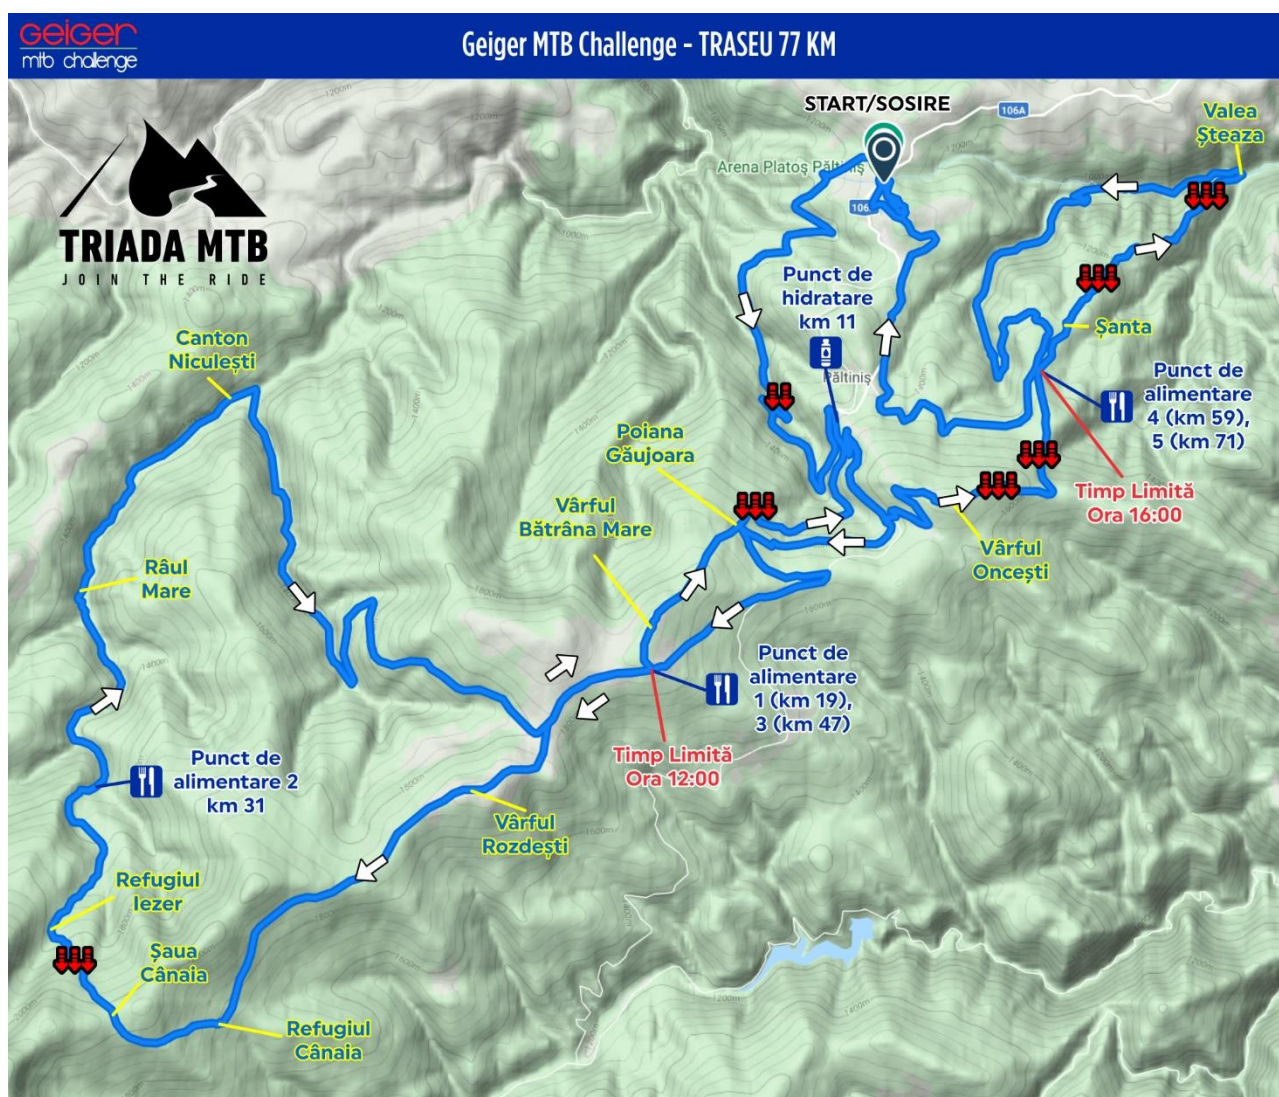 GEIGER
mtb challenge
Geiger MTB Challenge - TRASEU 77 KM
START/SOSIRE
106A
Valea
Șteaza
Arena Platoș Păltiniș
TRIADA MTB
JOIN THE RIDE
Punct de
hidratare
km 11
Șanta
Canton
Niculești
Păltiniș
Punct de
alimentare
4 (km 59),
5 (km 71)
Poiana
Găujoara
Timp Limită
Ora 16:00
Vârful
Bătrâna Mare
Vârful
Oncești
Râul
Mare
Punct de
alimentare
1 (km 19),
3 (km 47)
Timp Limită
Ora 12:00
Punct de
alimentare 2
km 31
Vârful
Rozdești
Refugiul
Iezer
Șaua
Cânaia
Refugiul
Cânaia